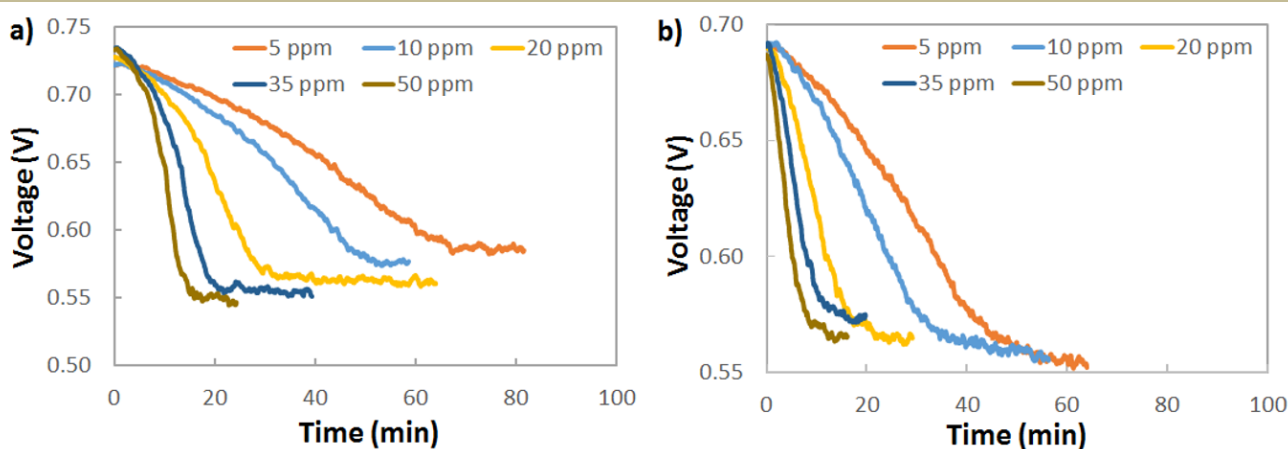 a)
5 ppm 10 ppm 20 ppm
35 ppm 50 ppm
0.75
0.70
0.65
0.60
0.55
0.50
Voltage (V)
0 20 40 60 80 100
Time (min)
b)
5 ppm 10 ppm 20 ppm
35 ppm 50 ppm
0.70
0.65
0.60
0.55
Voltage (V)
0 20 40 60 80 100
Time (min)